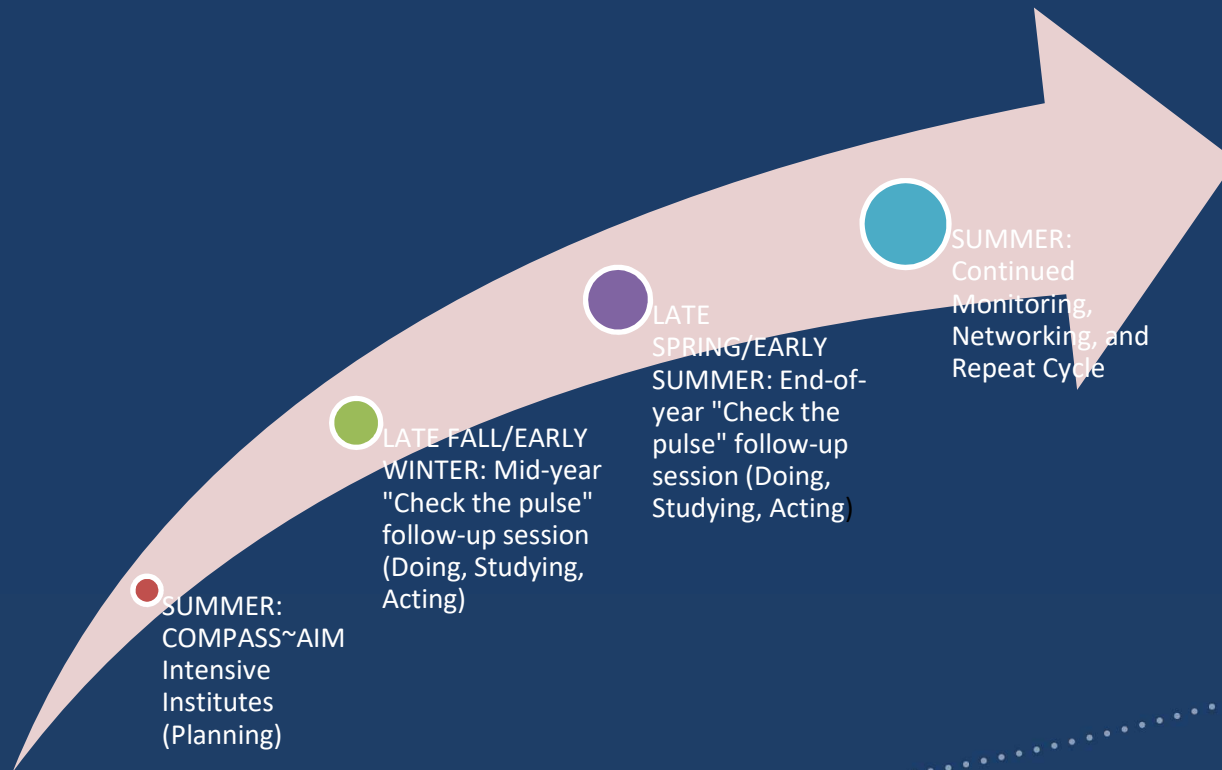 SUMMER:
COMPASS~AIM
Intensive
Institutes
(Planning)
LATE FALL/EARLY
WINTER: Mid-year
"Check the pulse"
follow-up session
(Doing, Studying,
Acting)
LATE
SPRING/EARLY
SUMMER: End-of-
year "Check the
pulse" follow-up
session (Doing,
Studying, Acting)
SUMMER:
Continued
Monitoring,
Networking, and
Repeat Cycle